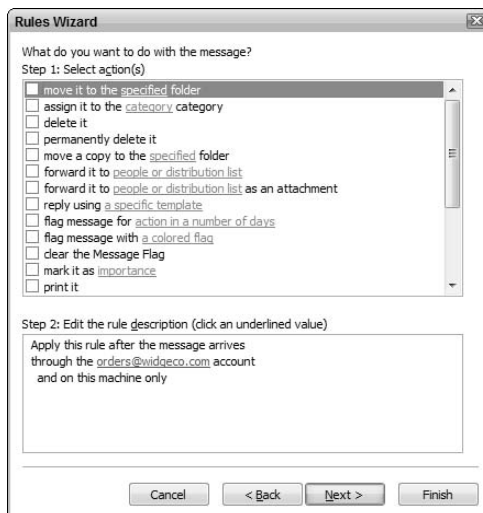 Rules Wizard
What do you want to do with the message?
Step 1: Select action(s)
move it to the specified folder
assign it to the category category
delete it
permanently delete it
move a copy to the specified folder
forward it to people or distribution list
forward it to people or distribution list as an attachment
reply using a specific template
flag message for action in a number of days
flag message with a colored flag
clear the Message Flag
mark it as importance
print it
Step 2: Edit the rule description (click an underlined value)
Apply this rule after the message arrives
through the orders@widgeco.com account
and on this machine only
Cancel < Back Next > Finish